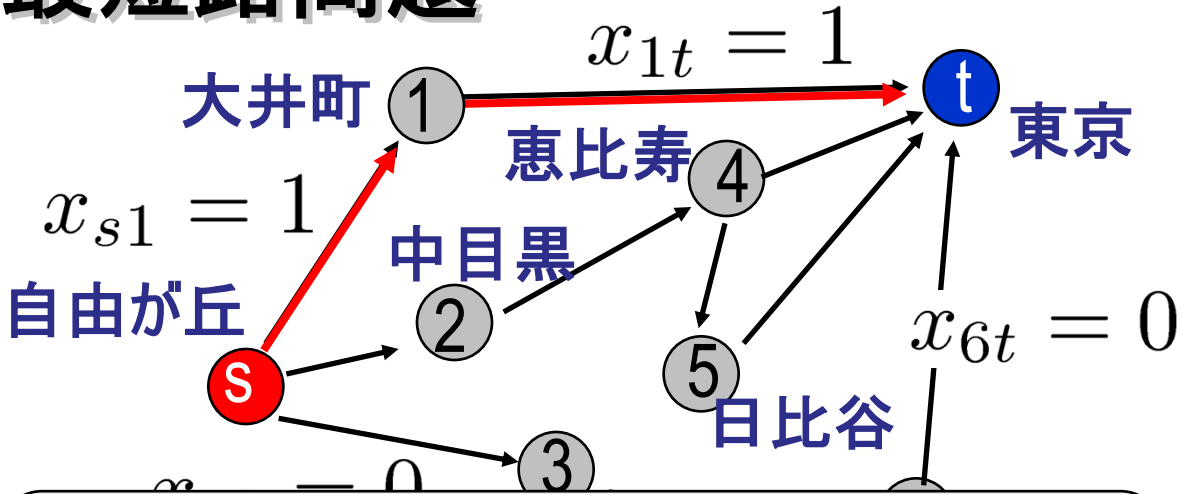 最短路問題
x_{1t} = 1
大井町
1
t
東京
恵比寿
4
x_{s1} = 1
中目黒
自由が丘
2
x_{6t} = 0
s
5
日比谷
3
= 0